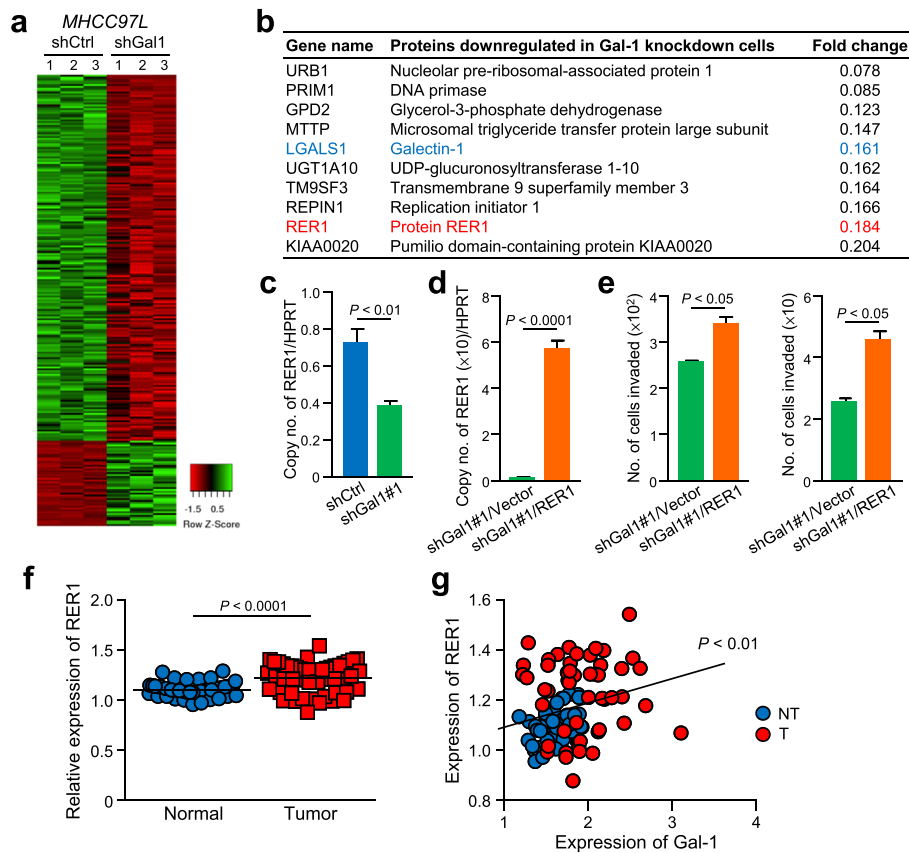 a
MHCC97L
shCtrl shGal1
1 2 3 1 2 3
-1.5 0.5
Row Z-Score
b
Gene name Proteins downregulated in Gal-1 knockdown cells Fold change
URB1 Nucleolar pre-ribosomal-associated protein 1 0.078
PRIM1 DNA primase 0.085
GPD2 Glycerol-3-phosphate dehydrogenase 0.123
MTTP Microsomal triglyceride transfer protein large subunit 0.147
LGALS1 Galectin-1 0.161
UGT1A10 UDP-glucuronosyltransferase 1-10 0.162
TM9SF3 Transmembrane 9 superfamily member 3 0.164
REPIN1 Replication initiator 1 0.166
RER1 Protein RER1 0.184
KIAA0020 Pumilio domain-containing protein KIAA0020 0.204
c
Copy no. of RER1/HPRT
1.0
0.8
0.6
0.4
0.2
0
P < 0.01
shCtrl
shGal1#1
d
Copy no. of RER1 (×10)/HPRT
8
6
4
2
0
P < 0.0001
shGal1#1/Vector
shGal1#1/RER1
e
No. of cells invaded (×10²)
4
3
2
1
0
P < 0.05
shGal1#1/Vector
shGal1#1/RER1
No. of cells invaded (×10)
6
4
2
0
P < 0.05
shGal1#1/Vector
shGal1#1/RER1
f
Relative expression of RER1
2.0
1.5
1.0
0.5
0
P < 0.0001
Normal Tumor
g
Expression of RER1
1.6
1.4
1.2
1.0
0.8
P < 0.01
NT
T
1 2 3 4
Expression of Gal-1